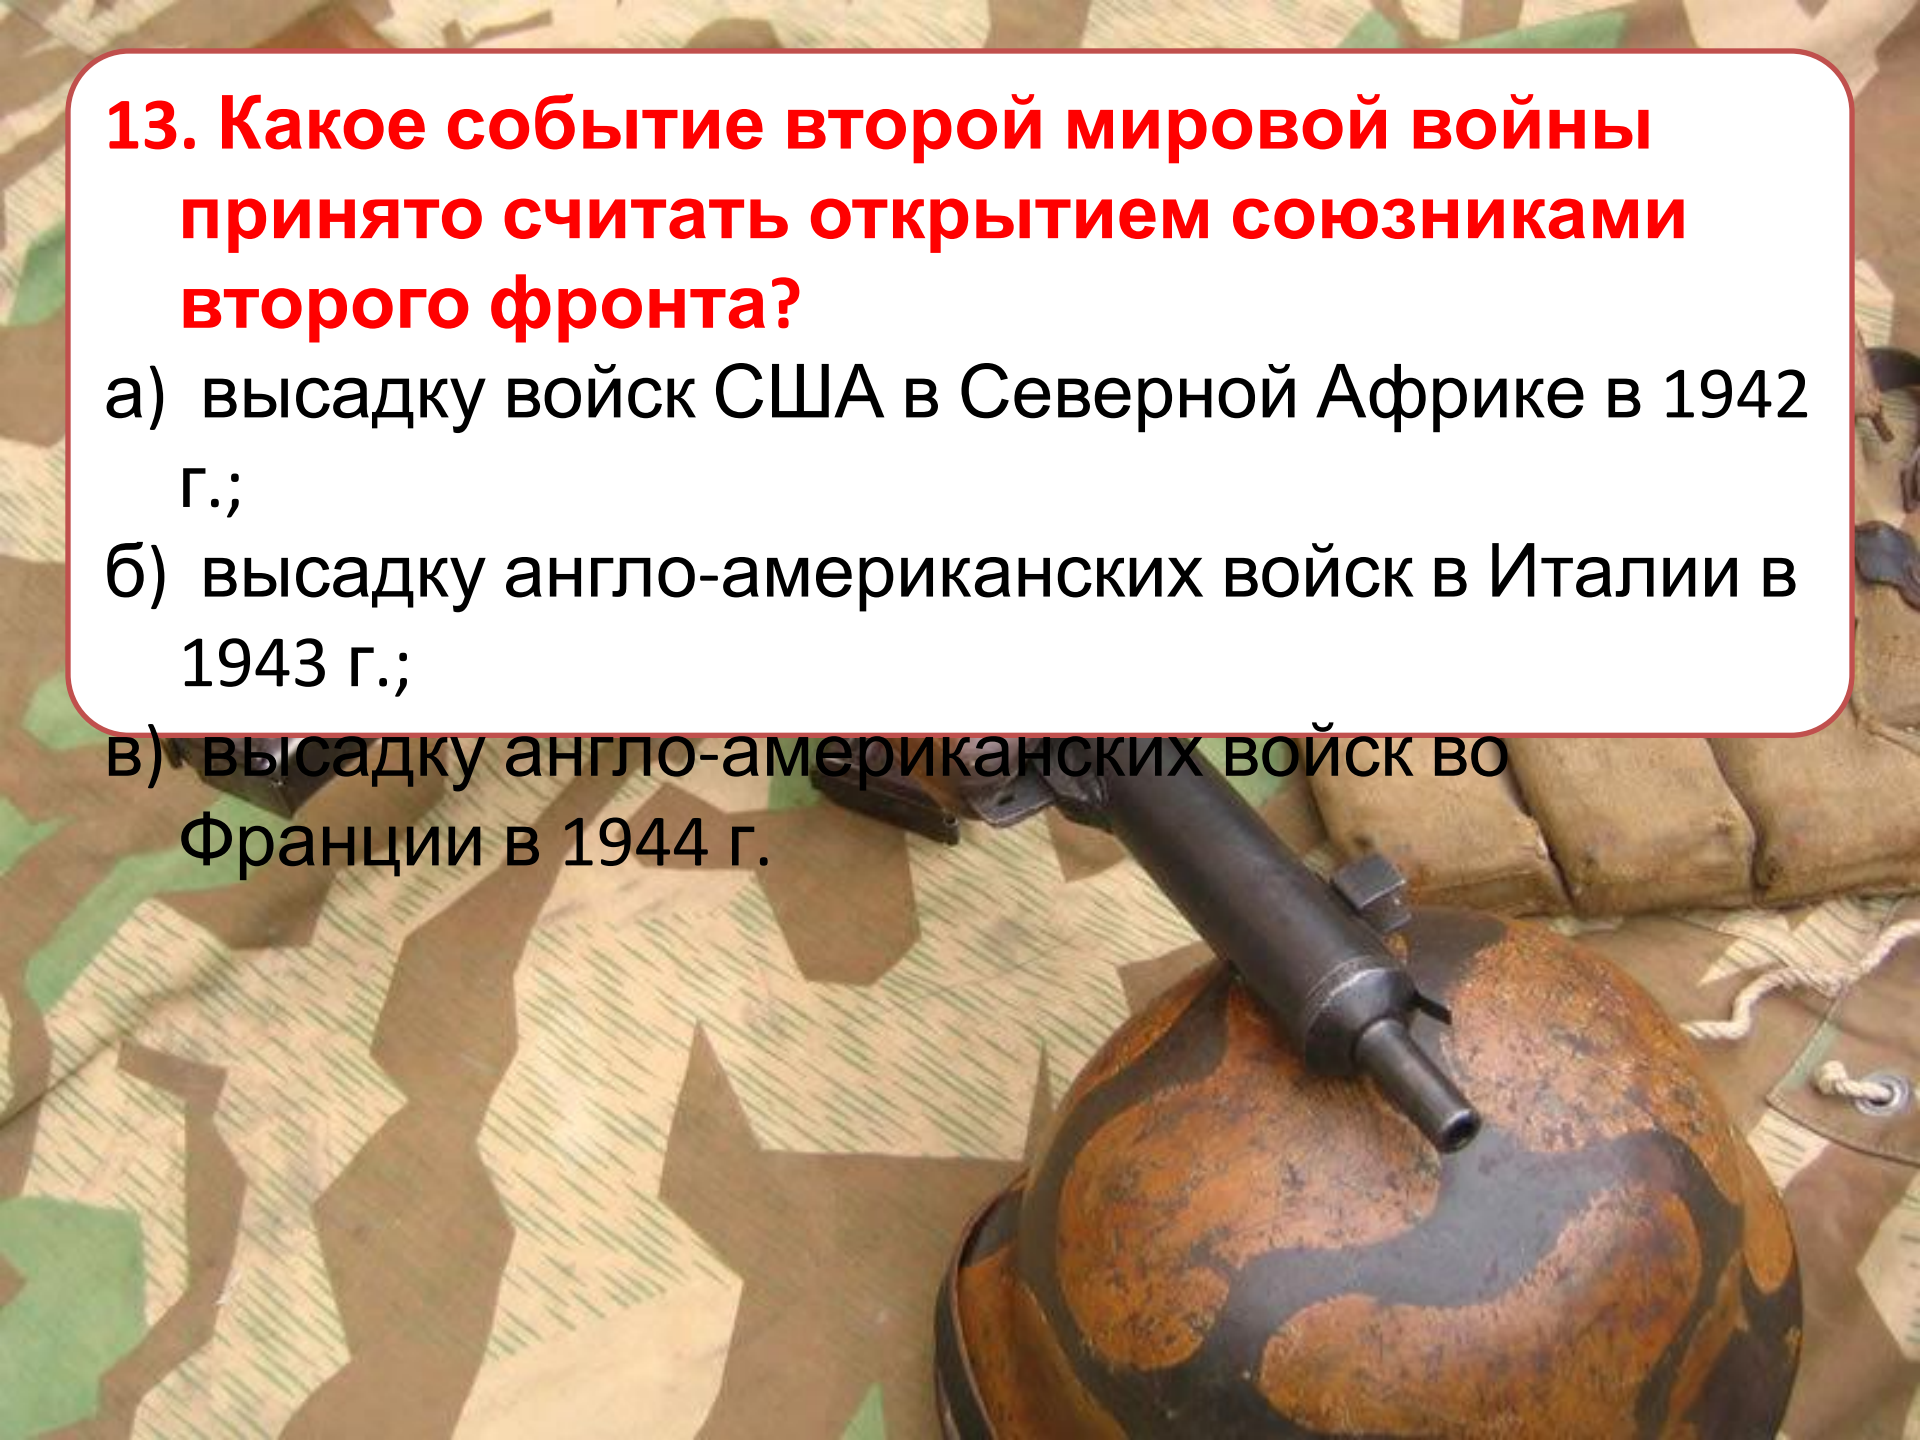 13. Какое событие второй мировой войны
принято считать открытием союзниками
второго фронта?
а) высадку войск США в Северной Африке в 1942
г.;
б) высадку англо-американских войск в Италии в
1943 г.;
в) высадку англо-американских войск во
Франции в 1944 г.